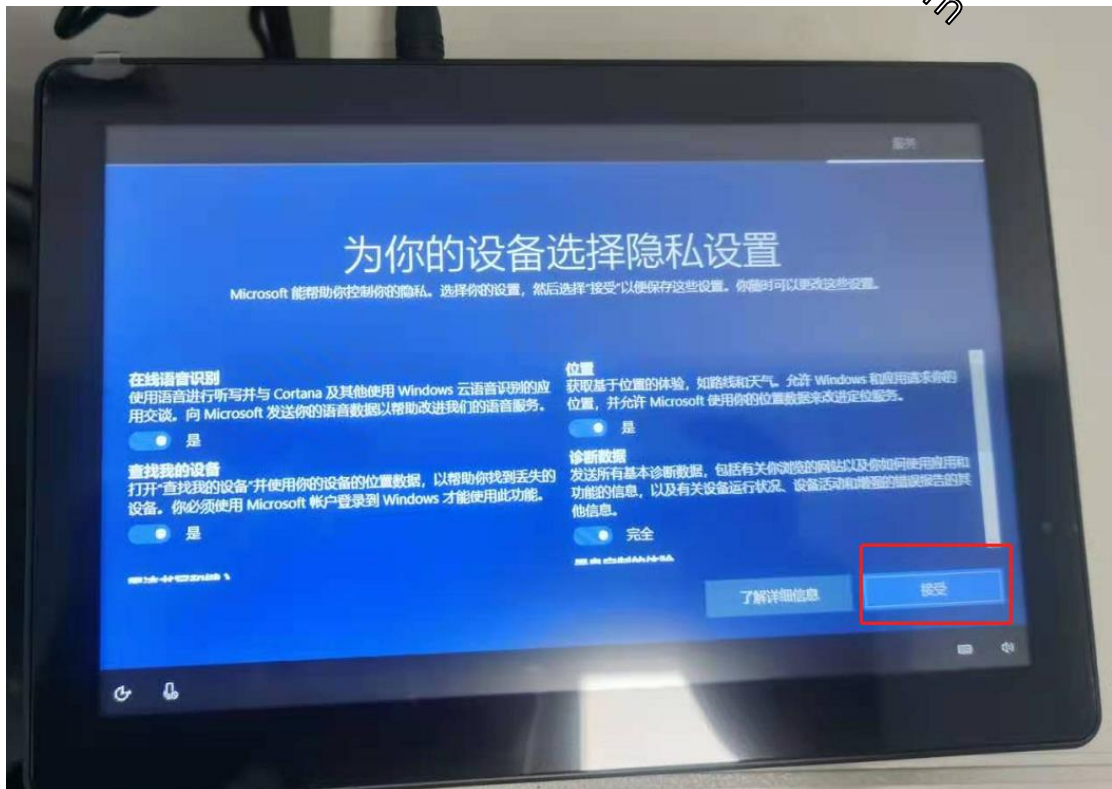 服务
为你的设备选择隐私设置
Microsoft 能帮助你控制你的隐私。选择你的设置，然后选择"接受"以便保存这些设置。你随时可以更改这些设置。
在线语音识别
使用语音进行听写并与 Cortana 及其他使用 Windows 云语音识别的应
用交谈。向 Microsoft 发送你的语音数据以帮助改进我们的语音服务。
是
查找我的设备
打开"查找我的设备"并使用你的设备的位置数据，以帮助你找到丢失的
设备。你必须使用 Microsoft 帐户登录到 Windows 才能使用此功能。
是
位置
获取基于位置的体验，如路线和天气。允许 Windows 和应用请求你的
位置，并允许 Microsoft 使用你的位置数据来改进定位服务。
是
诊断数据
发送所有基本诊断数据，包括有关你浏览的网站以及你如何使用应用和
功能的信息，以及有关设备运行状况、设备活动和增强的错误报告的其
他信息。
完全
了解详细信息
接受